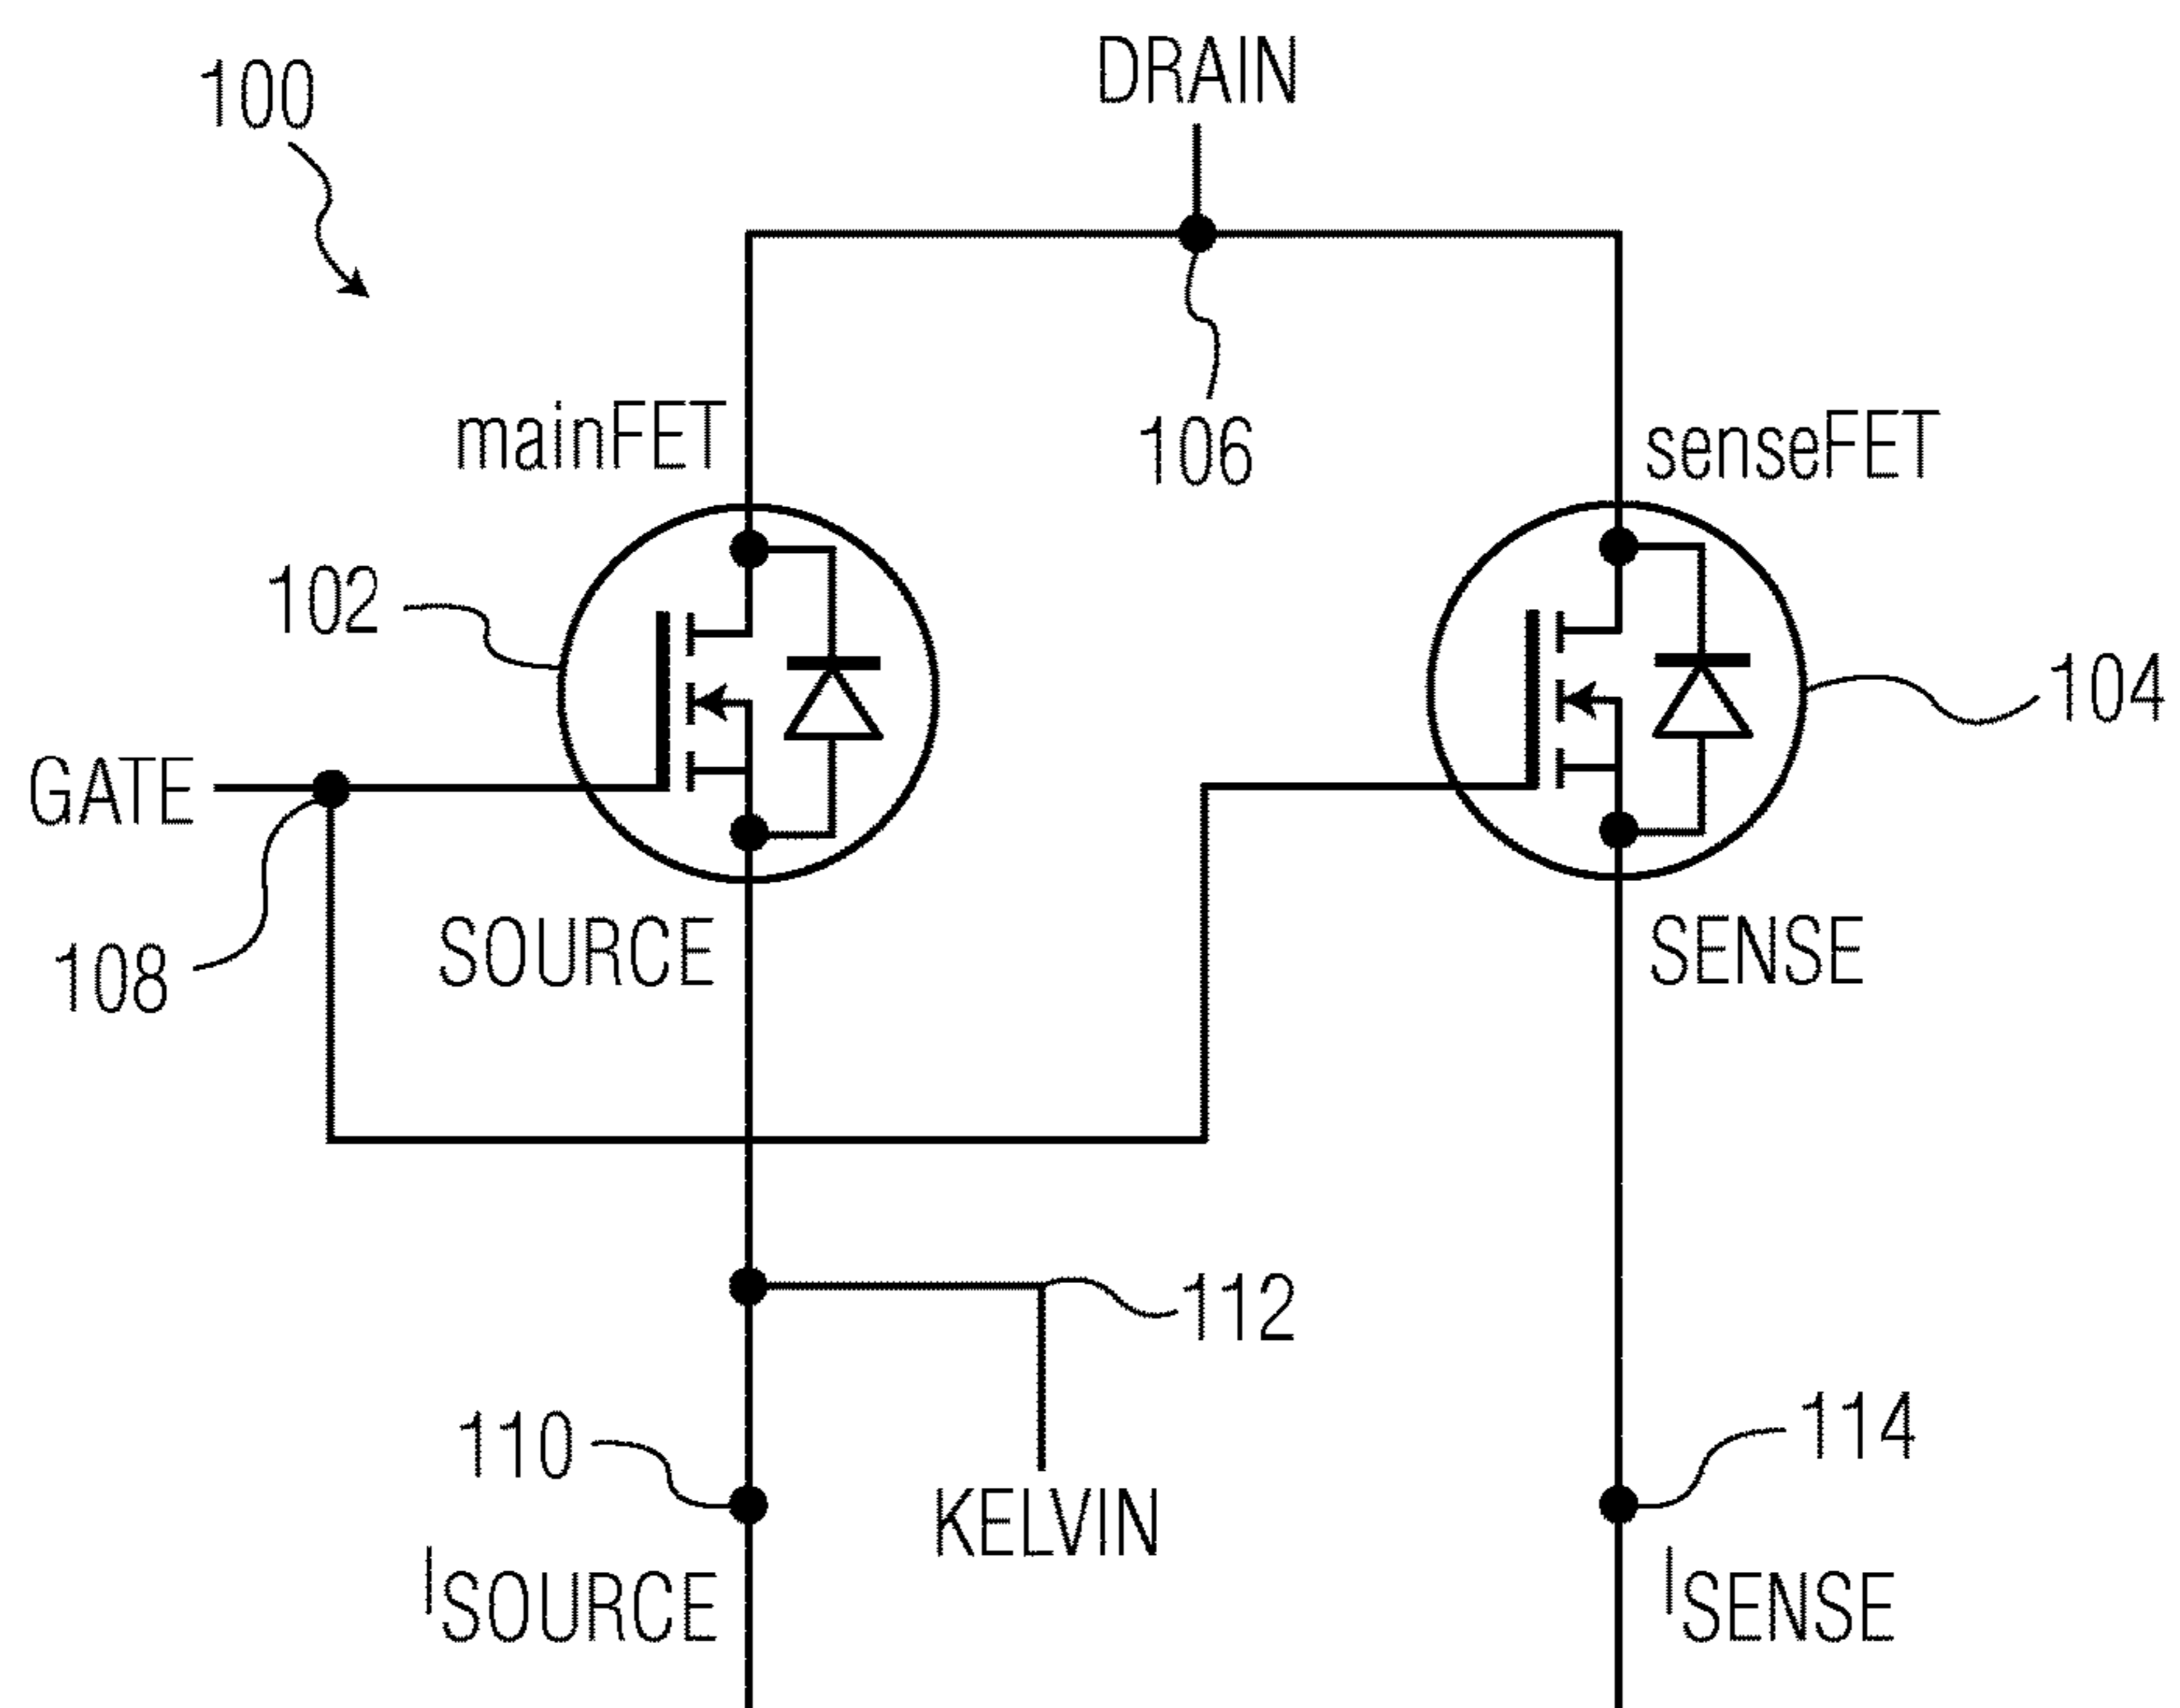 DRAIN
100
mainFET
106
senseFET
102
104
GATE
108
SOURCE
SENSE
112
110
114
KELVIN
ISOURCE
ISENSE